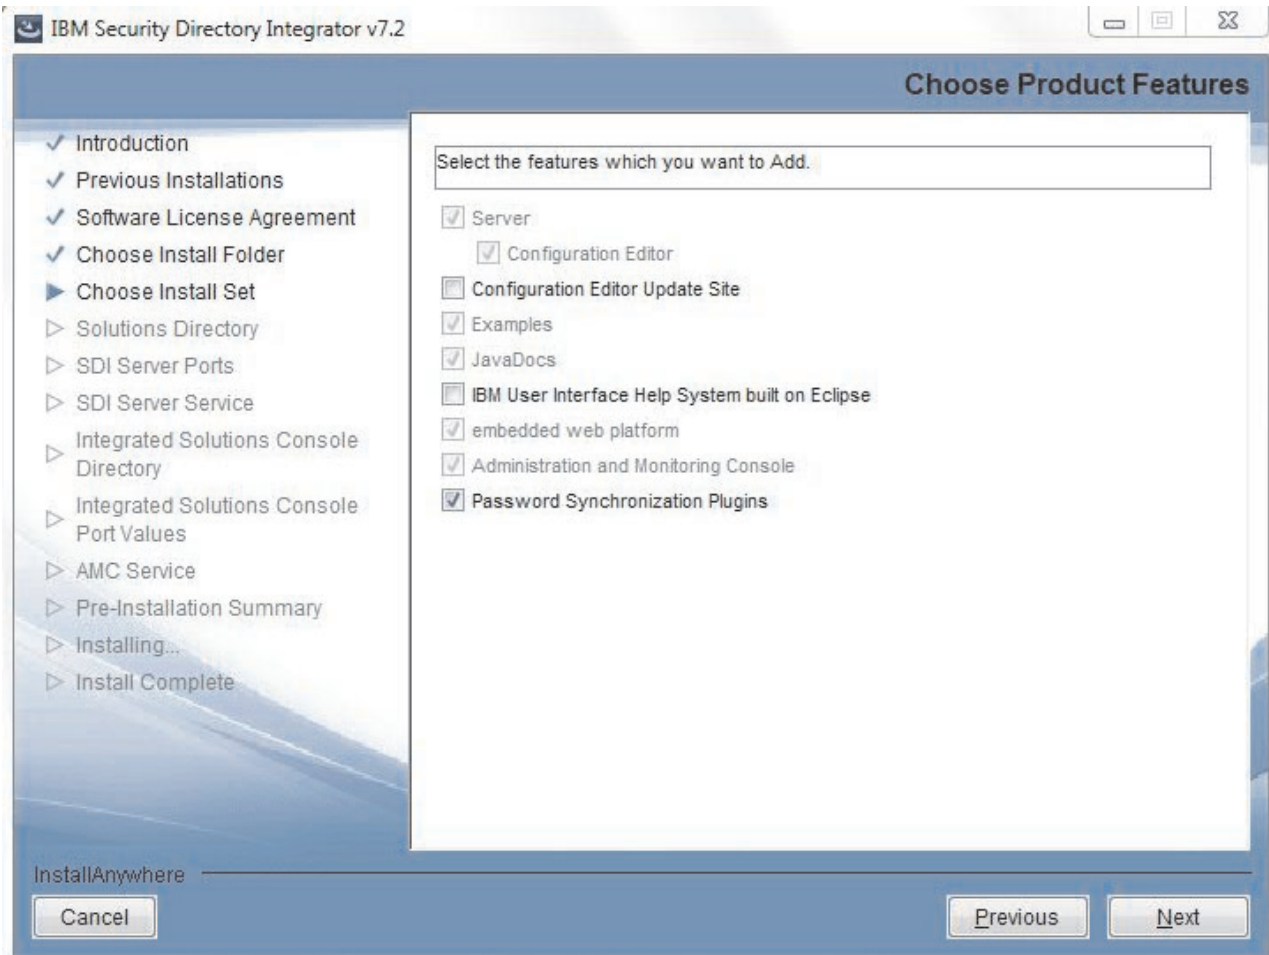 IBM Security Directory Integrator v7.2
Choose Product Features
Introduction
Previous Installations
Software License Agreement
Choose Install Folder
Choose Install Set
Solutions Directory
SDI Server Ports
SDI Server Service
Integrated Solutions Console
Directory
Integrated Solutions Console
Port Values
AMC Service
Pre-Installation Summary
Installing...
Install Complete
Select the features which you want to Add.
Server
Configuration Editor
Configuration Editor Update Site
Examples
JavaDocs
IBM User Interface Help System built on Eclipse
embedded web platform
Administration and Monitoring Console
Password Synchronization Plugins
InstallAnywhere
Cancel
Previous
Next